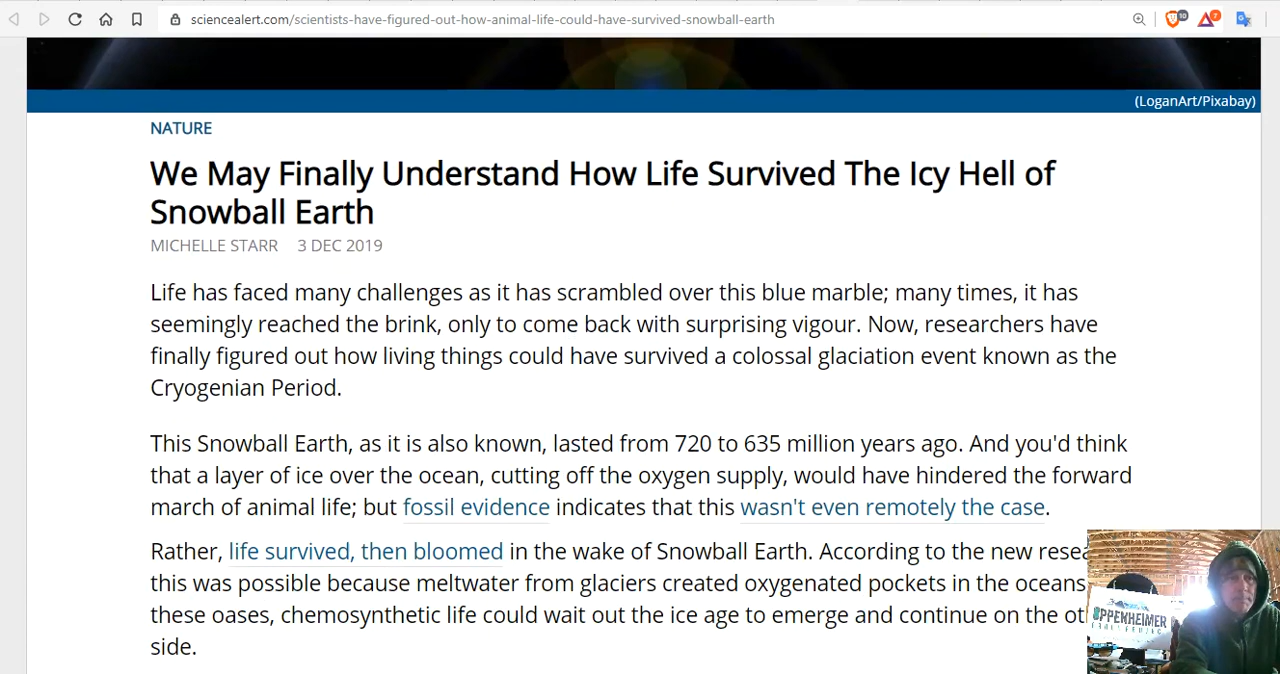 sciencealert.com/scientists-have-figured-out-how-animal-life-could-have-survived-snowball-earth
10
7
(LoganArt/Pixabay)
NATURE
We May Finally Understand How Life Survived The Icy Hell of
Snowball Earth
MICHELLE STARR 3 DEC 2019
Life has faced many challenges as it has scrambled over this blue marble; many times, it has
seemingly reached the brink, only to come back with surprising vigour. Now, researchers have
finally figured out how living things could have survived a colossal glaciation event known as the
Cryogenian Period.
This Snowball Earth, as it is also known, lasted from 720 to 635 million years ago. And you'd think
that a layer of ice over the ocean, cutting off the oxygen supply, would have hindered the forward
march of animal life; but fossil evidence indicates that this wasn't even remotely the case.
Rather, life survived, then bloomed in the wake of Snowball Earth. According to the new resea
this was possible because meltwater from glaciers created oxygenated pockets in the oceans
these oases, chemosynthetic life could wait out the ice age to emerge and continue on the ot
side.
OPPENHEIMER